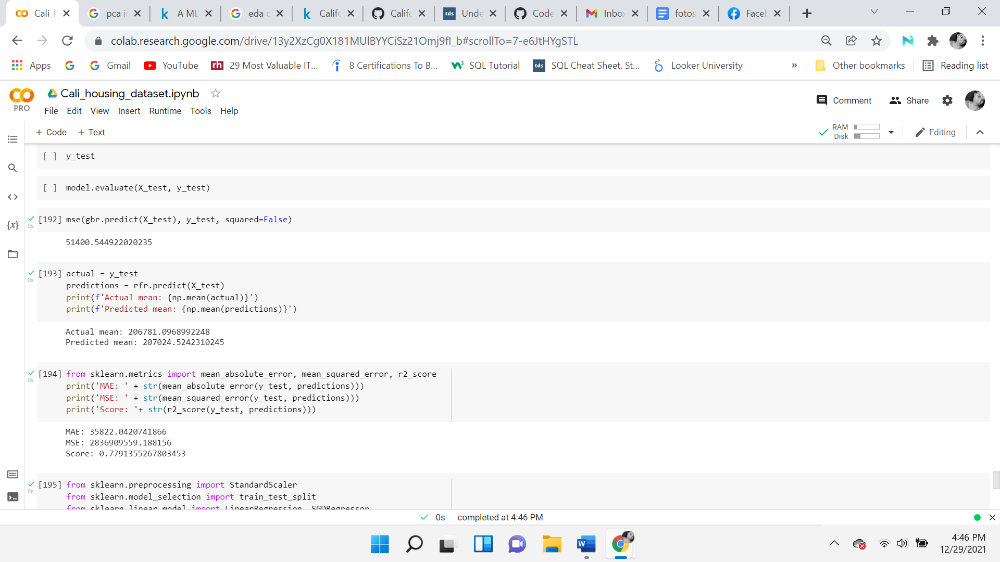 Cali_h
pca i
A ML
eda c
Califo
Califo
tds
Unde
Code
Inbo
fotos
Faceb
colab.research.google.com/drive/13y2XzCg0X181MUlBYYCiSz21Omj9fI_b#scrollTo=7-e6JtHYgSTL
Apps
Gmail
YouTube
29 Most Valuable IT...
8 Certifications To B...
SQL Tutorial
tds
SQL Cheat Sheet. St...
Looker University
»
Other bookmarks
Reading list
PRO
Cali_housing_dataset.ipynb
File Edit View Insert Runtime Tools Help
Comment
Share
+ Code + Text
RAM
Disk
Editing
[ ] y_test
[ ] model.evaluate(X_test, y_test)
0s
[192] mse(gbr.predict(X_test), y_test, squared=False)
51400.544922020235
0s
[193] actual = y_test
predictions = rfr.predict(X_test)
print(f'Actual mean: {np.mean(actual)}')
print(f'Predicted mean: {np.mean(predictions)}')
Actual mean: 206781.0968992248
Predicted mean: 207024.5242310245
0s
[194] from sklearn.metrics import mean_absolute_error, mean_squared_error, r2_score
print('MAE: ' + str(mean_absolute_error(y_test, predictions)))
print('MSE: ' + str(mean_squared_error(y_test, predictions)))
print('Score: '+ str(r2_score(y_test, predictions)))
MAE: 35822.0420741866
MSE: 2836909559.188156
Score: 0.7791355267803453
0s
[195] from sklearn.preprocessing import StandardScaler
from sklearn.model_selection import train_test_split
from sklearn.linear_model import LinearRegression, SGDRegressor
0s completed at 4:46 PM
4:46 PM
12/29/2021